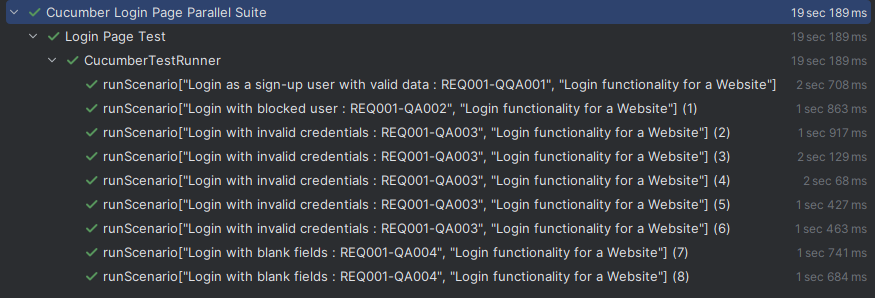 Cucumber Login Page Parallel Suite 19 sec 189 ms
Login Page Test 19 sec 189 ms
CucumberTestRunner 19 sec 189 ms
runScenario["Login as a sign-up user with valid data : REQ001-QQA001", "Login functionality for a Website"] 2 sec 708 ms
runScenario["Login with blocked user : REQ001-QA002", "Login functionality for a Website"] (1) 1 sec 863 ms
runScenario["Login with invalid credentials : REQ001-QA003", "Login functionality for a Website"] (2) 1 sec 917 ms
runScenario["Login with invalid credentials : REQ001-QA003", "Login functionality for a Website"] (3) 2 sec 129 ms
runScenario["Login with invalid credentials : REQ001-QA003", "Login functionality for a Website"] (4) 2 sec 68 ms
runScenario["Login with invalid credentials : REQ001-QA003", "Login functionality for a Website"] (5) 1 sec 427 ms
runScenario["Login with invalid credentials : REQ001-QA003", "Login functionality for a Website"] (6) 1 sec 463 ms
runScenario["Login with blank fields : REQ001-QA004", "Login functionality for a Website"] (7) 1 sec 741 ms
runScenario["Login with blank fields : REQ001-QA004", "Login functionality for a Website"] (8) 1 sec 684 ms